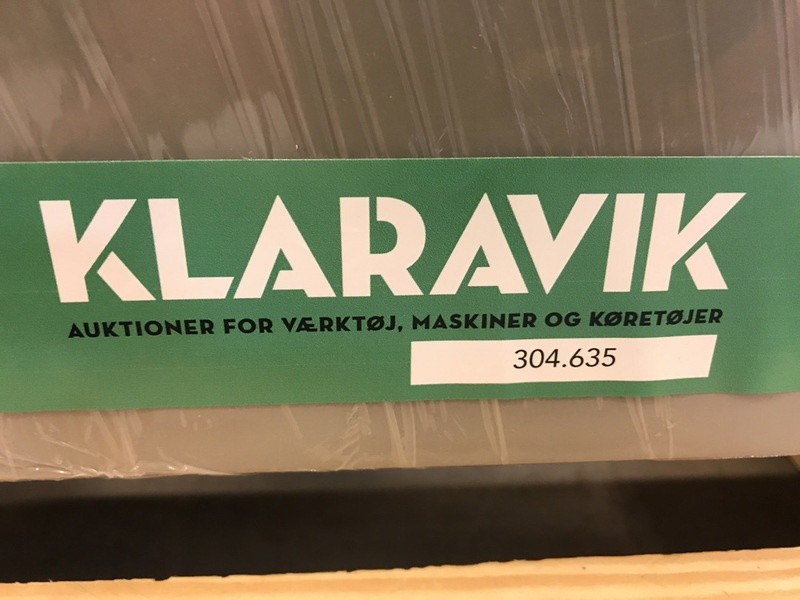 KLARAVIK
AUKTIONER FOR VÆRKTØJ, MASKINER OG KØRETØJER
304.635